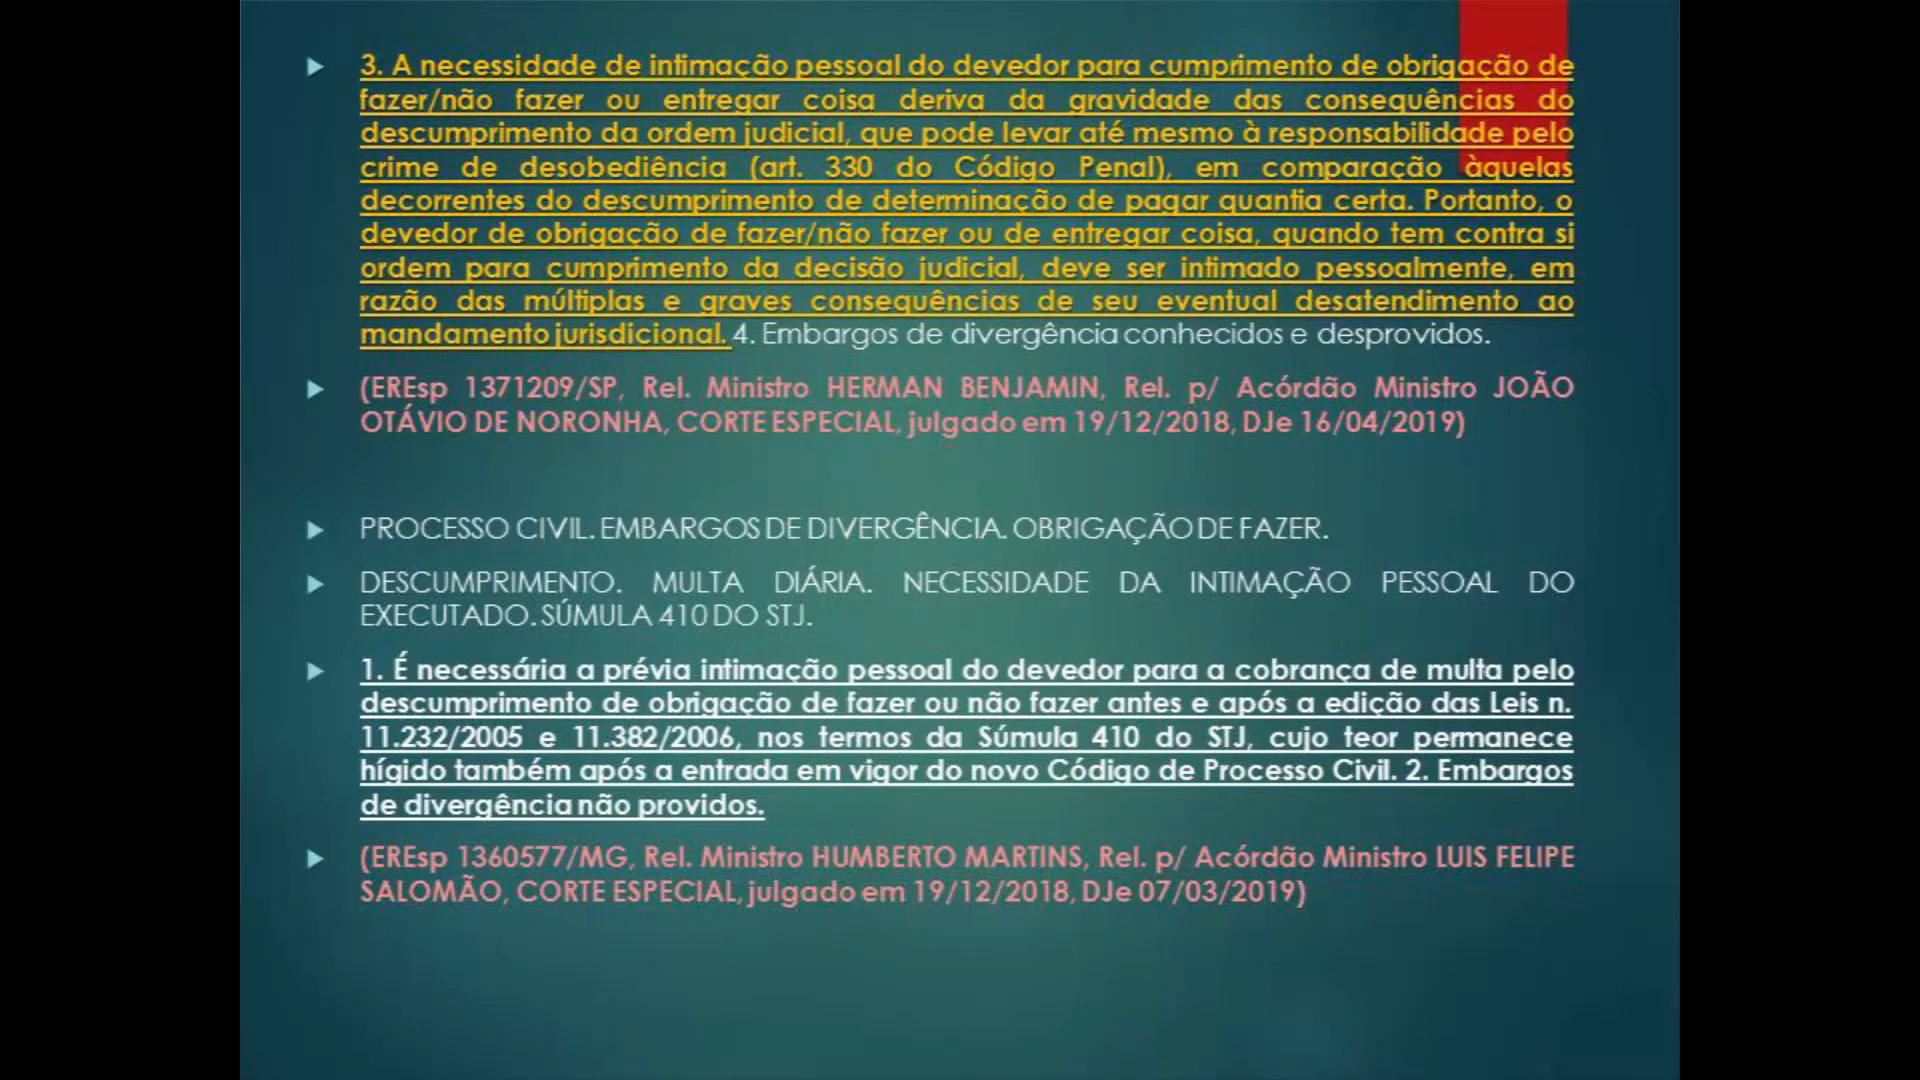 3. A necessidade de intimação pessoal do devedor para cumprimento de obrigação de
fazer/não fazer ou entregar coisa deriva da gravidade das consequências do
descumprimento da ordem judicial, que pode levar até mesmo à responsabilidade pelo
crime de desobediência (art. 330 do Código Penal), em comparação àquelas
decorrentes do descumprimento de determinação de pagar quantia certa. Portanto, o
devedor de obrigação de fazer/não fazer ou de entregar coisa, quando tem contra si
ordem para cumprimento da decisão judicial, deve ser intimado pessoalmente, em
razão das múltiplas e graves consequências de seu eventual desatendimento ao
mandamento jurisdicional. 4. Embargos de divergência conhecidos e desprovidos.
(EREsp 1371209/SP, Rel. Ministro HERMAN BENJAMIN, Rel. p/ Acórdão Ministro JOÃO
OTÁVIO DE NORONHA, CORTE ESPECIAL, julgado em 19/12/2018, DJe 16/04/2019)
PROCESSO CIVIL. EMBARGOS DE DIVERGÊNCIA. OBRIGAÇÃO DE FAZER.
DESCUMPRIMENTO. MULTA DIÁRIA. NECESSIDADE DA INTIMAÇÃO PESSOAL DO
EXECUTADO. SÚMULA 410 DO STJ.
1. É necessária a prévia intimação pessoal do devedor para a cobrança de multa pelo
descumprimento de obrigação de fazer ou não fazer antes e após a edição das Leis n.
11.232/2005 e 11.382/2006, nos termos da Súmula 410 do STJ, cujo teor permanece
hígido também após a entrada em vigor do novo Código de Processo Civil. 2. Embargos
de divergência não providos.
(EREsp 1360577/MG, Rel. Ministro HUMBERTO MARTINS, Rel. p/ Acórdão Ministro LUIS FELIPE
SALOMÃO, CORTE ESPECIAL, julgado em 19/12/2018, DJe 07/03/2019)